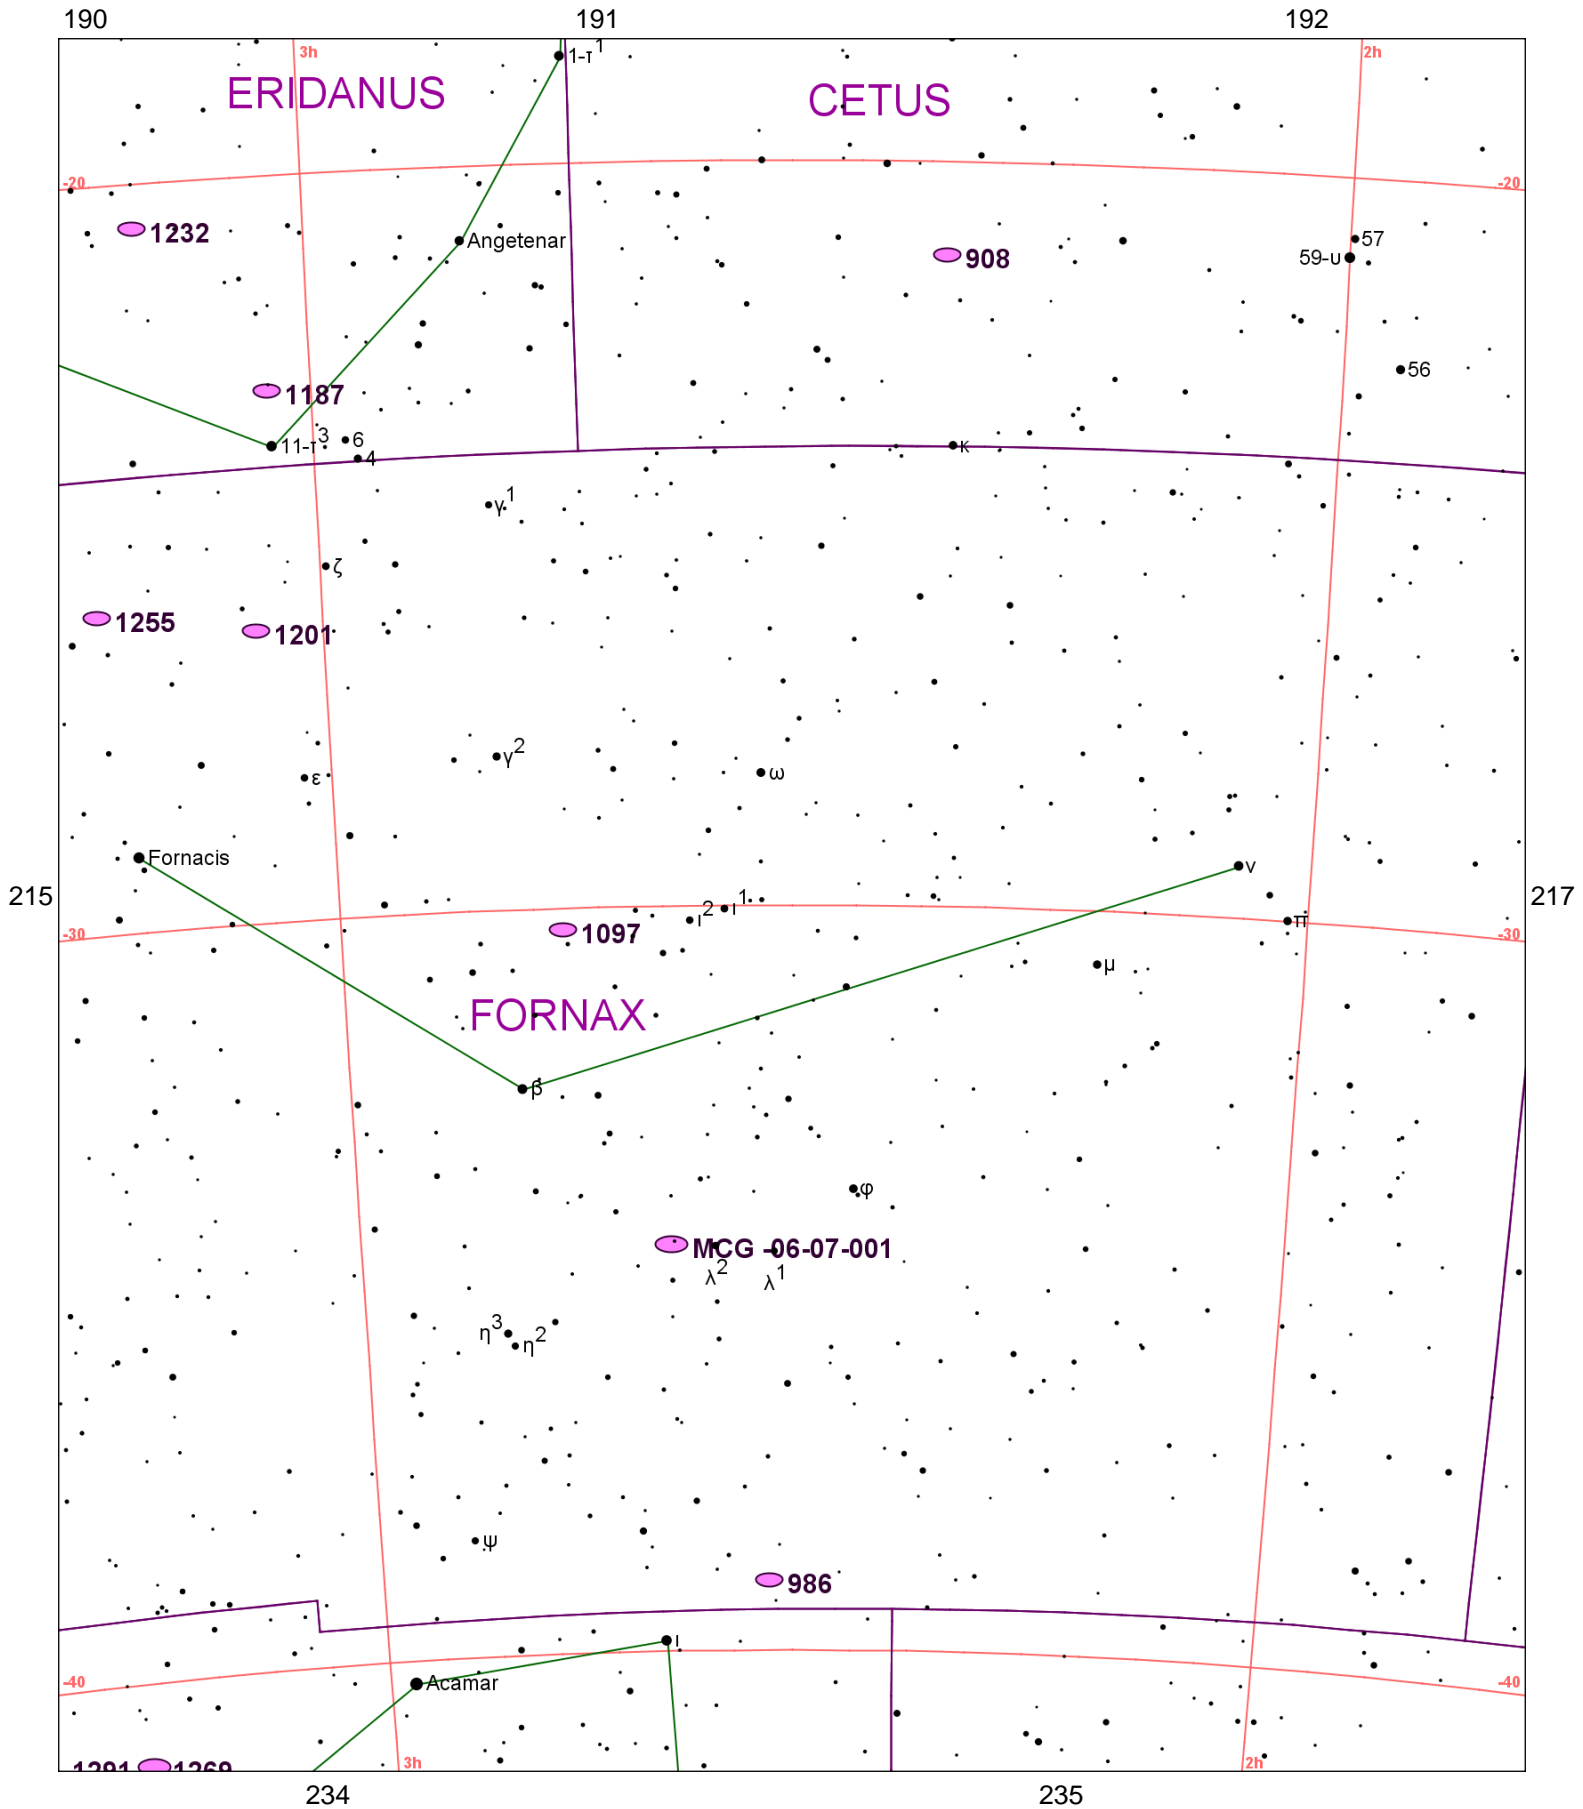 190 191 192
3h 1-τ1 2h
ERIDANUS CETUS
-20 -20
1232 Angetenar 908 57
59-υ
1187 56
11-τ3 6 κ
4
γ1
ζ
1255 1201
γ2 ω
ε
Fornacis ν
215 217
ι2 ι1 π
-30 1097 -30
μ
FORNAX
β
φ
MCG -06-07-001
λ2 λ1
η3 η2
ψ
986
ι
-40 Acamar -40
3h 2h
1291 1269
234 235